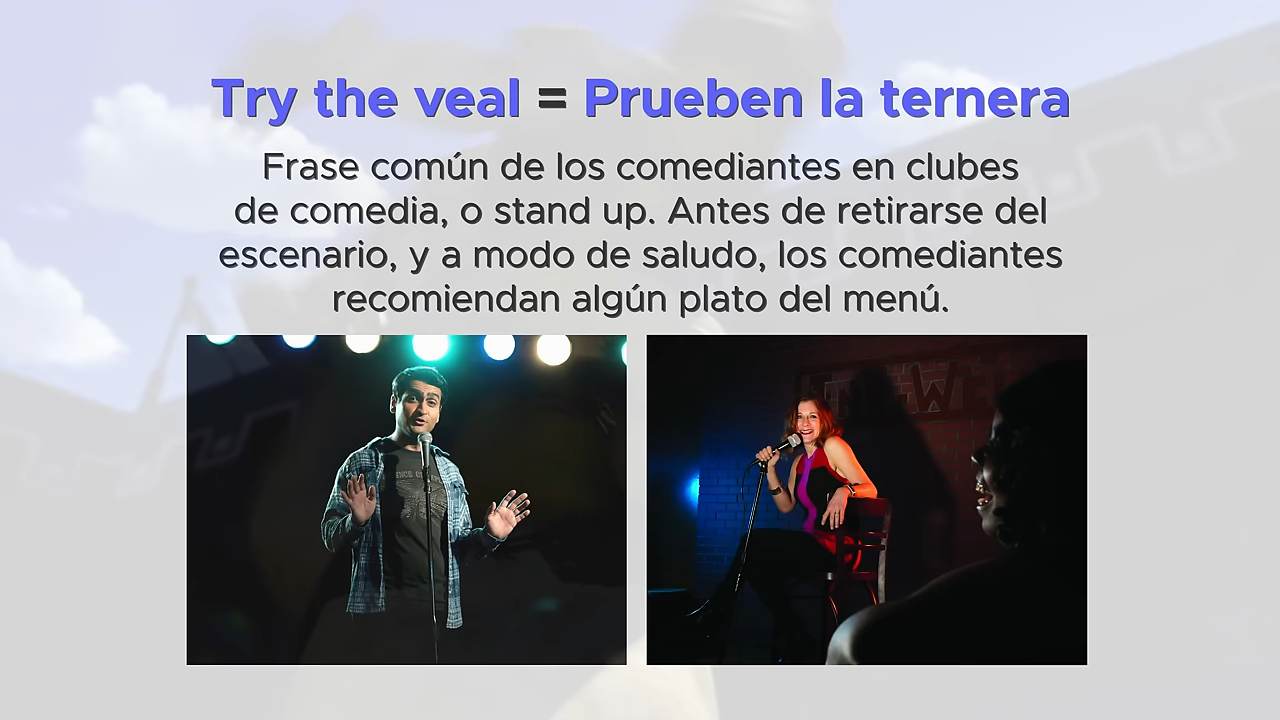 Try the veal = Prueben la ternera
Frase común de los comediantes en clubes
de comedia, o stand up. Antes de retirarse del
escenario, y a modo de saludo, los comediantes
recomiendan algún plato del menú.